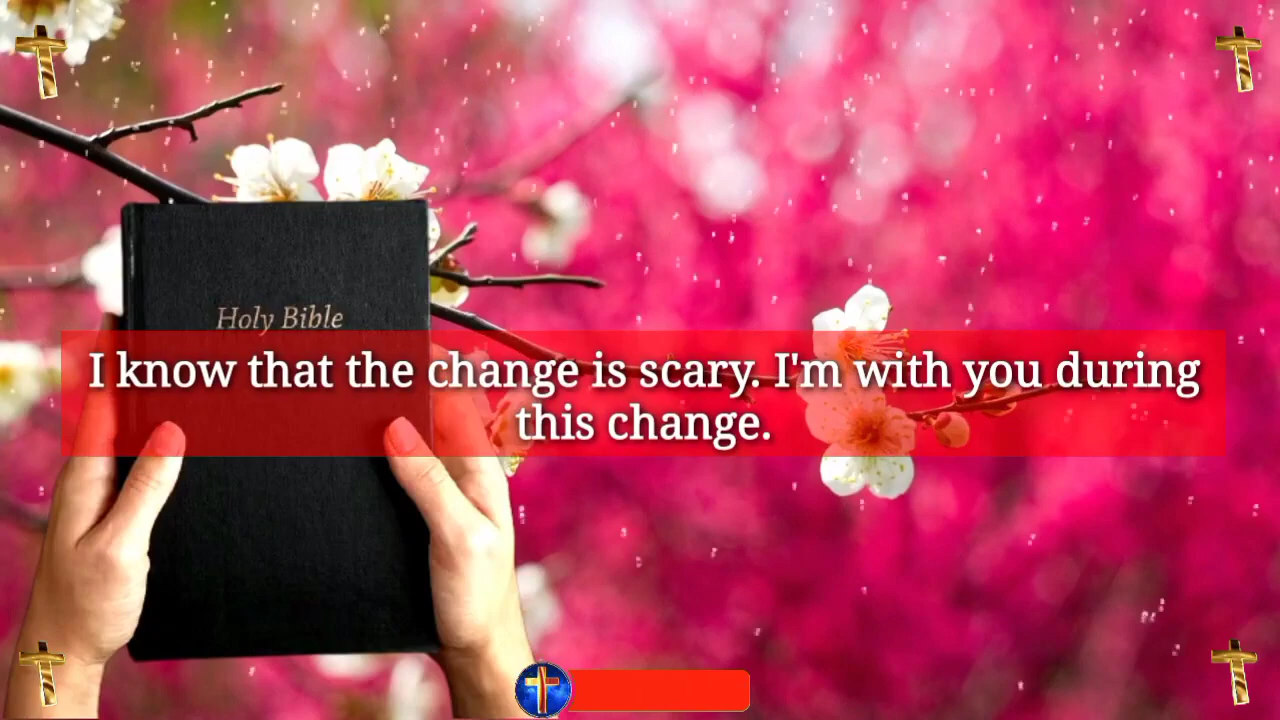 Holy Bible
I know that the change is scary. I'm with you during
this change.